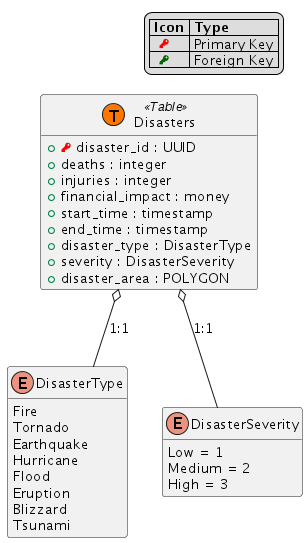 Icon Type
Primary Key
Foreign Key
T «Table» Disasters
disaster_id : UUID
deaths : integer
injuries : integer
financial_impact : money
start_time : timestamp
end_time : timestamp
disaster_type : DisasterType
severity : DisasterSeverity
disaster_area : POLYGON
1:1 1:1
E DisasterType
Fire
Tornado
Earthquake
Hurricane
Flood
Eruption
Blizzard
Tsunami
E DisasterSeverity
Low = 1
Medium = 2
High = 3